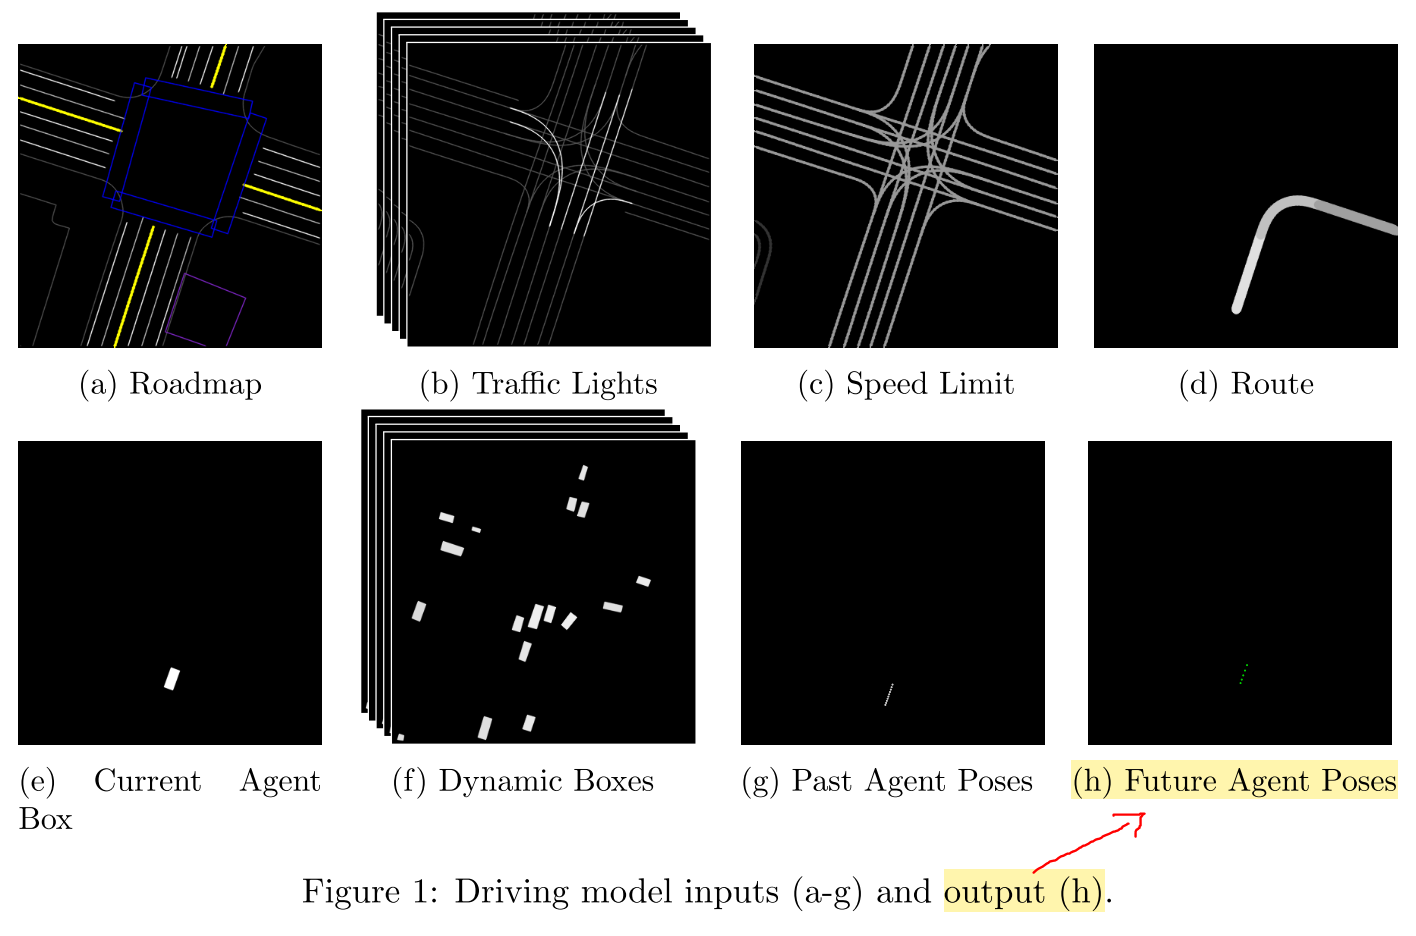 (a) Roadmap
(b) Traffic Lights
(c) Speed Limit
(d) Route
(e) Current Agent
Box
(f) Dynamic Boxes
(g) Past Agent Poses
(h) Future Agent Poses
Figure 1: Driving model inputs (a-g) and output (h).